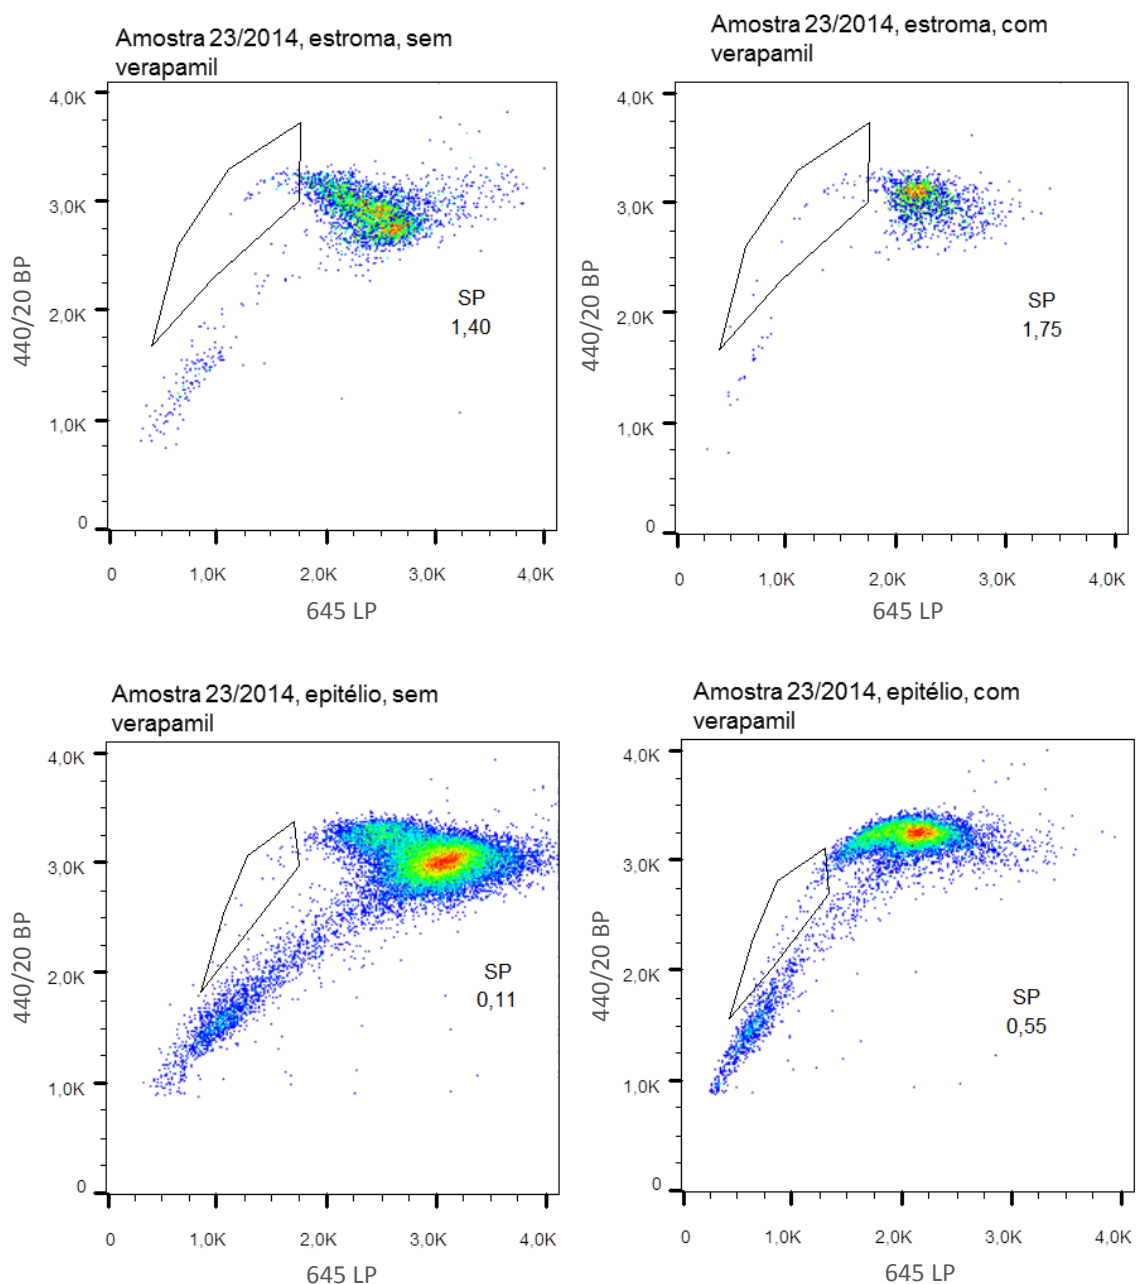 Amostra 23/2014, estroma, sem
verapamil
4,0K
3,0K
2,0K
1,0K
0
440/20 BP
SP
1,40
0 1,0K 2,0K 3,0K 4,0K
645 LP
Amostra 23/2014, estroma, com
verapamil
4,0K
3,0K
2,0K
1,0K
0
440/20 BP
SP
1,75
0 1,0K 2,0K 3,0K 4,0K
645 LP
Amostra 23/2014, epitélio, sem
verapamil
4,0K
3,0K
2,0K
1,0K
0
440/20 BP
SP
0,11
0 1,0K 2,0K 3,0K 4,0K
645 LP
Amostra 23/2014, epitélio, com
verapamil
4,0K
3,0K
2,0K
1,0K
0
440/20 BP
SP
0,55
0 1,0K 2,0K 3,0K 4,0K
645 LP